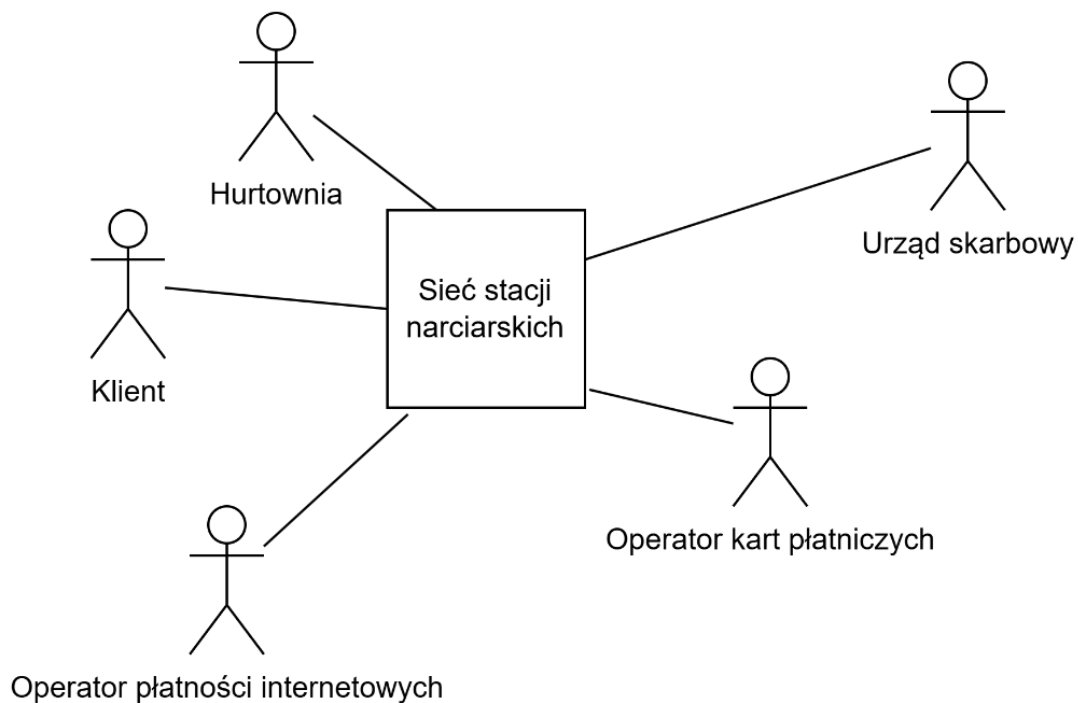 Hurtownia
Urząd skarbowy
Sieć stacji
narciarskich
Klient
Operator kart płatniczych
Operator płatności internetowych